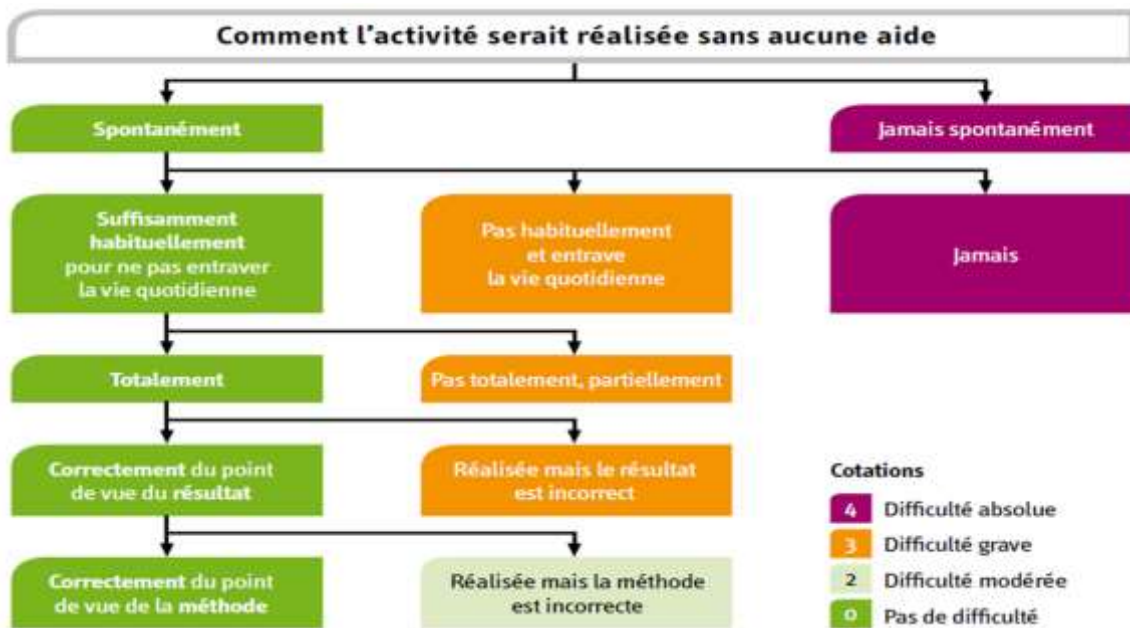 Comment l'activité serait réalisée sans aucune aide
Spontanément
Jamais spontanément
Suffisamment
habituellement
pour ne pas entraver
la vie quotidienne
Pas habituellement
et entrave
la vie quotidienne
Jamais
Totalement
Pas totalement, partiellement
Correctement du point
de vue du résultat
Réalisée mais le résultat
est incorrect
Correctement du point
de vue de la méthode
Réalisée mais la méthode
est incorrecte
Cotations
4 Difficulté absolue
3 Difficulté grave
2 Difficulté modérée
0 Pas de difficulté